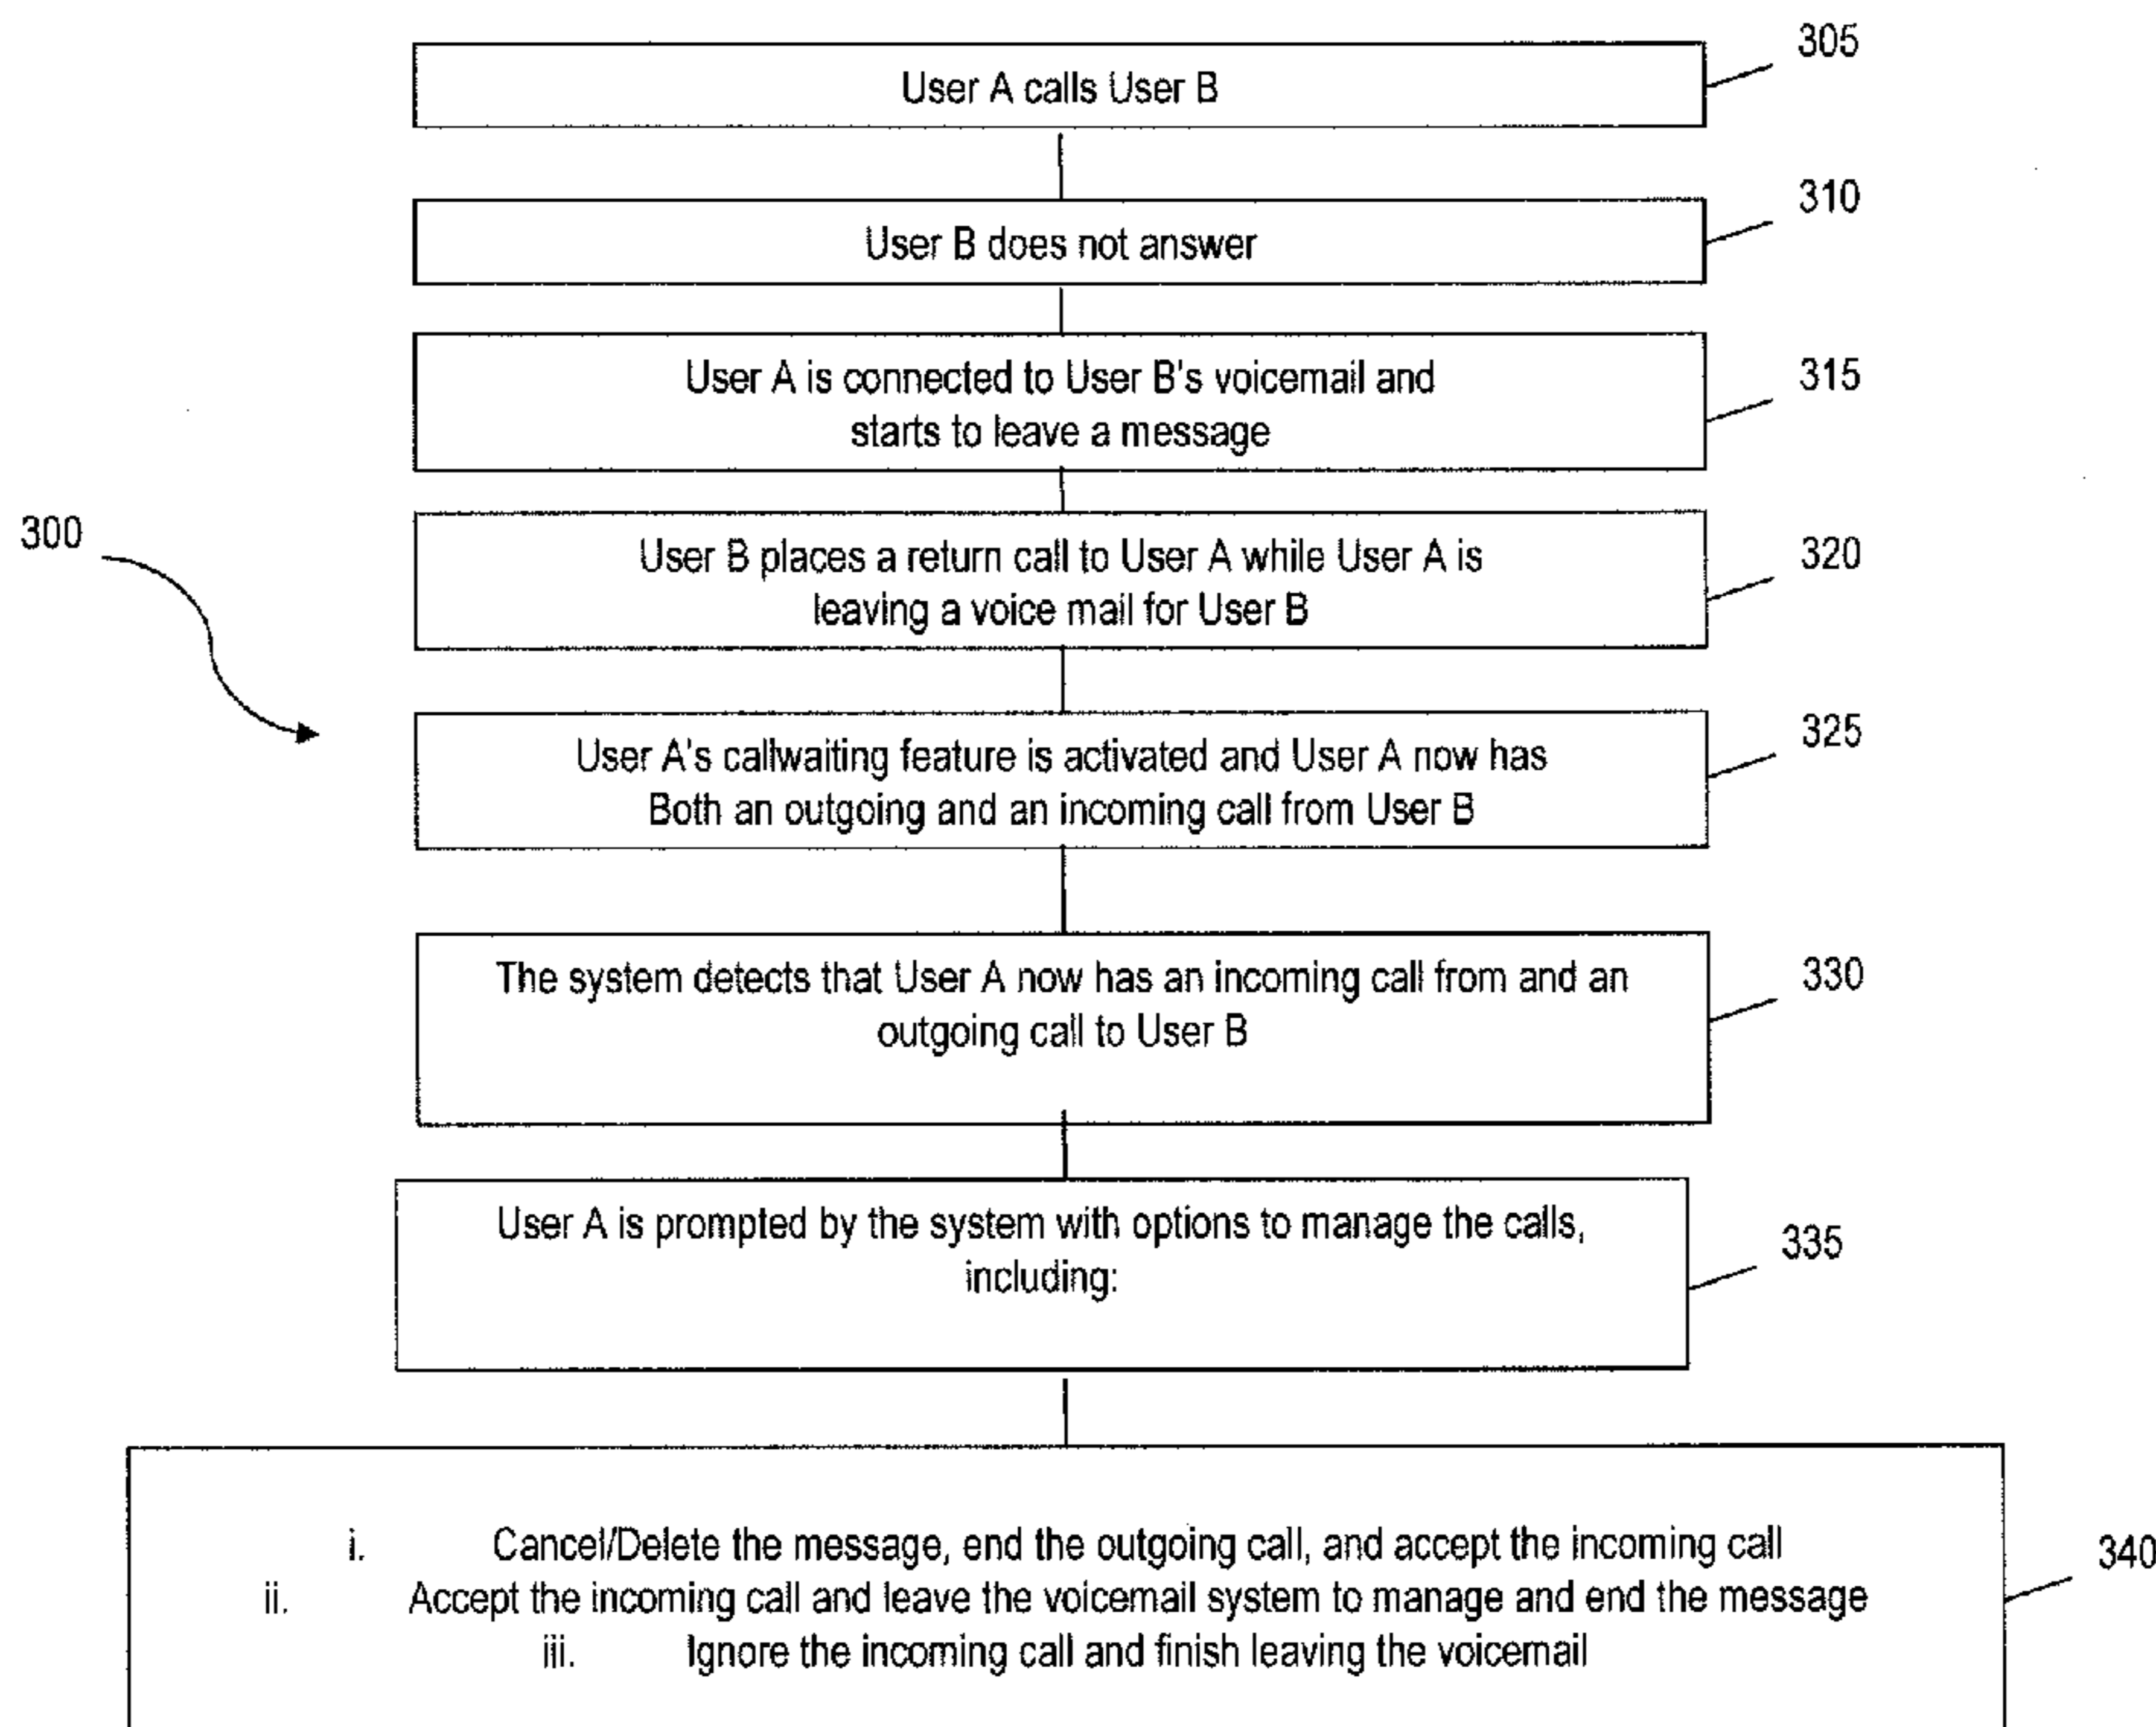 305
User A calls User B
310
User B does not answer
315
User A is connected to User B's voicemail and
starts to leave a message
300
320
User B places a return call to User A while User A is
leaving a voice mail for User B
325
User A's callwaiting feature is activated and User A now has
Both an outgoing and an incoming call from User B
330
The system detects that User A now has an incoming call from and an
outgoing call to User B
335
User A is prompted by the system with options to manage the calls,
including:
340
i. Cancel/Delete the message, end the outgoing call, and accept the incoming call
ii. Accept the incoming call and leave the voicemail system to manage and end the message
iii. Ignore the incoming call and finish leaving the voicemail